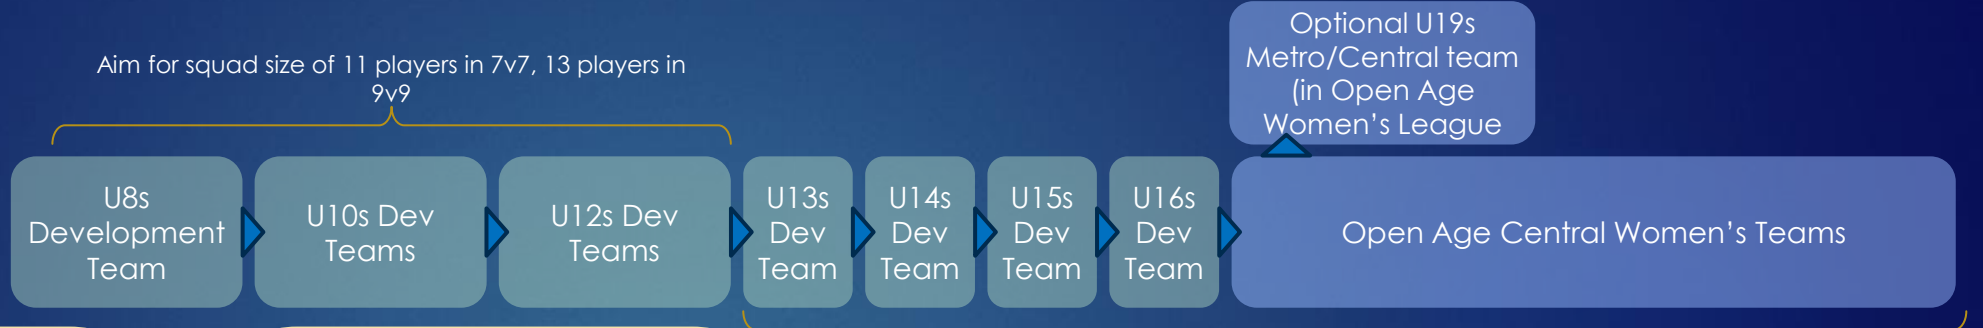 Optional U19s
Metro/Central team
(in Open Age
Women's League
Aim for squad size of 11 players in 7v7, 13 players in
9v9
U8s
Development
Team
U10s Dev
Teams
U12s Dev
Teams
U13s
Dev
Team
U14s
Dev
Team
U15s
Dev
Team
U16s
Dev
Team
Open Age Central Women's Teams